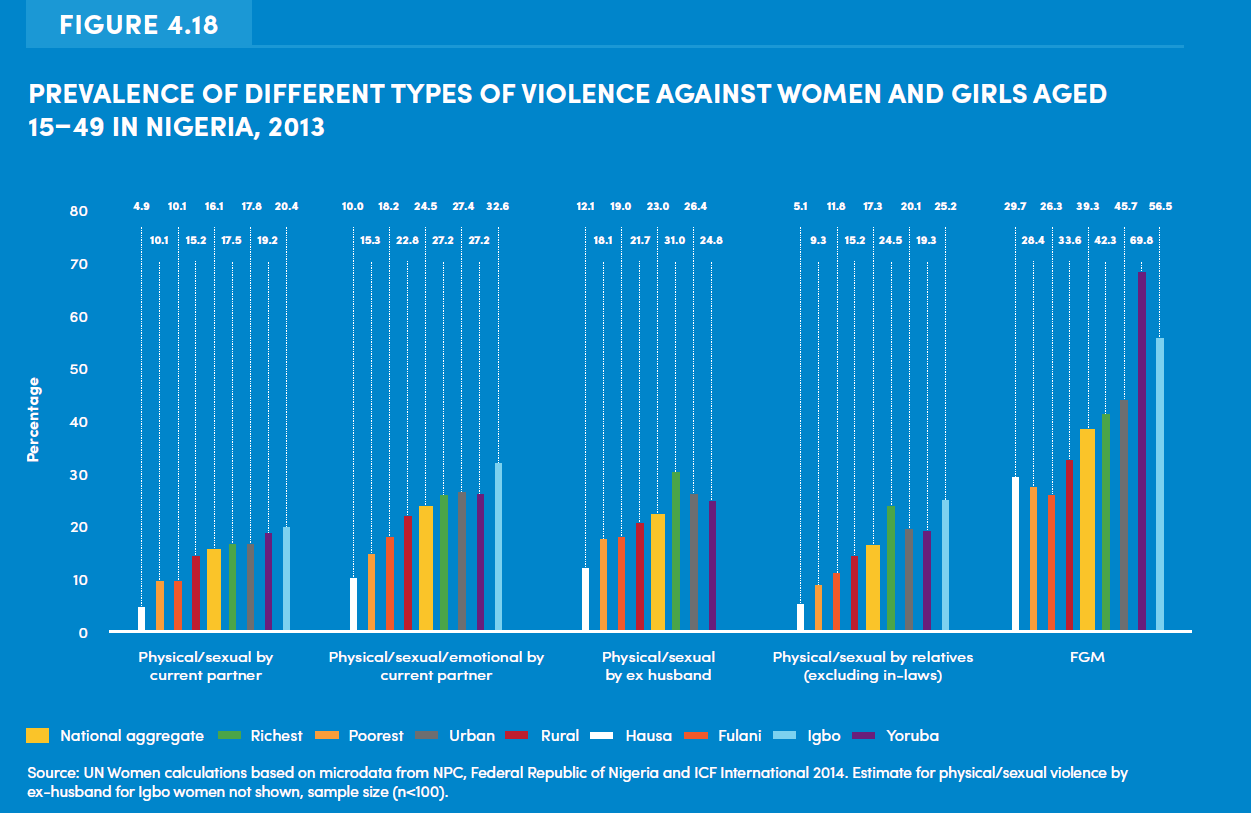 FIGURE 4.18
PREVALENCE OF DIFFERENT TYPES OF VIOLENCE AGAINST WOMEN AND GIRLS AGED
15–49 IN NIGERIA, 2013
Percentage
80
70
60
50
40
30
20
10
0
4.9 10.1 16.1 17.8 20.4
10.1 15.2 17.5 19.2
10.0 18.2 24.5 27.4 32.6
15.3 22.8 27.2 27.2
12.1 19.0 23.0 26.4
18.1 21.7 31.0 24.8
5.1 11.8 17.3 20.1 25.2
9.3 15.2 24.5 19.3
29.7 26.3 39.3 45.7 56.5
28.4 33.6 42.3 69.8
Physical/sexual by
current partner
Physical/sexual/emotional by
current partner
Physical/sexual
by ex husband
Physical/sexual by relatives
(excluding in-laws)
FGM
National aggregate Richest Poorest Urban Rural Hausa Fulani Igbo Yoruba
Source: UN Women calculations based on microdata from NPC, Federal Republic of Nigeria and ICF International 2014. Estimate for physical/sexual violence by
ex-husband for Igbo women not shown, sample size (n<100).